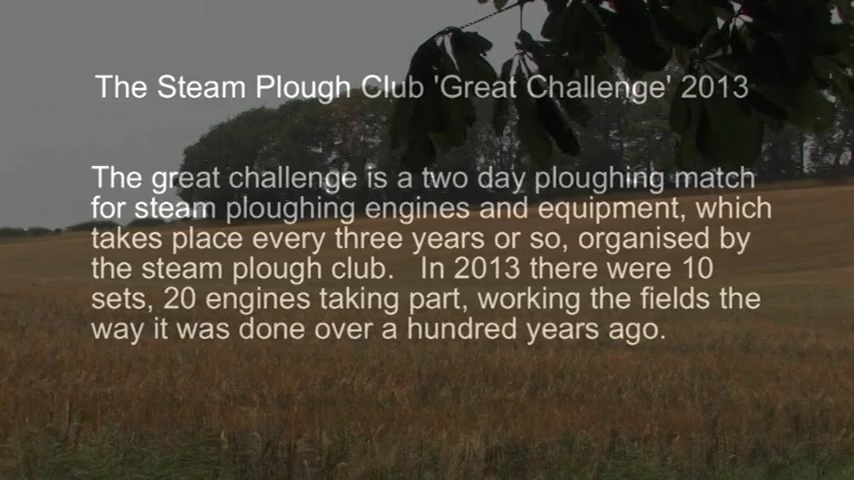 The Steam Plough Club 'Great Challenge' 2013
The great challenge is a two day ploughing match
for steam ploughing engines and equipment, which
takes place every three years or so, organised by
the steam plough club.   In 2013 there were 10
sets, 20 engines taking part, working the fields the
way it was done over a hundred years ago.